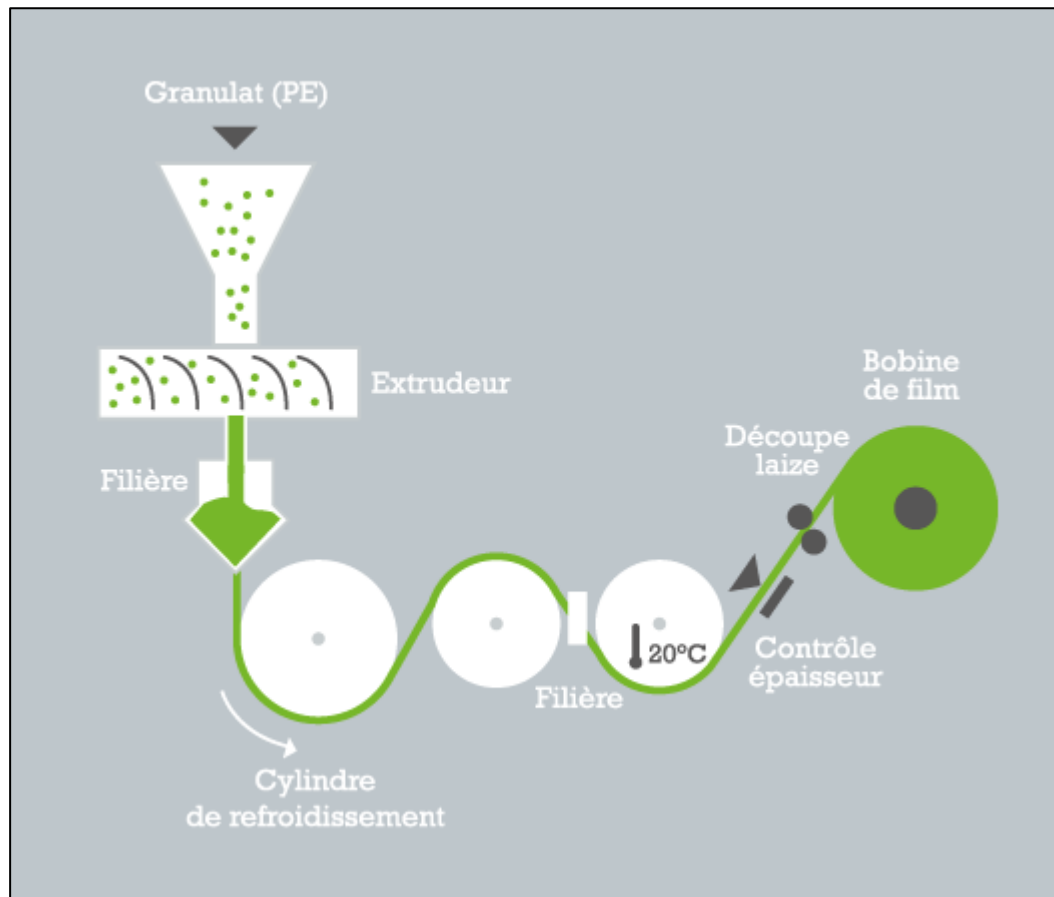 Granulat (PE)
Extrudeur
Filière
Bobine
de film
Découpe
laize
20°C
Contrôle
épaisseur
Filière
Cylindre
de refroidissement